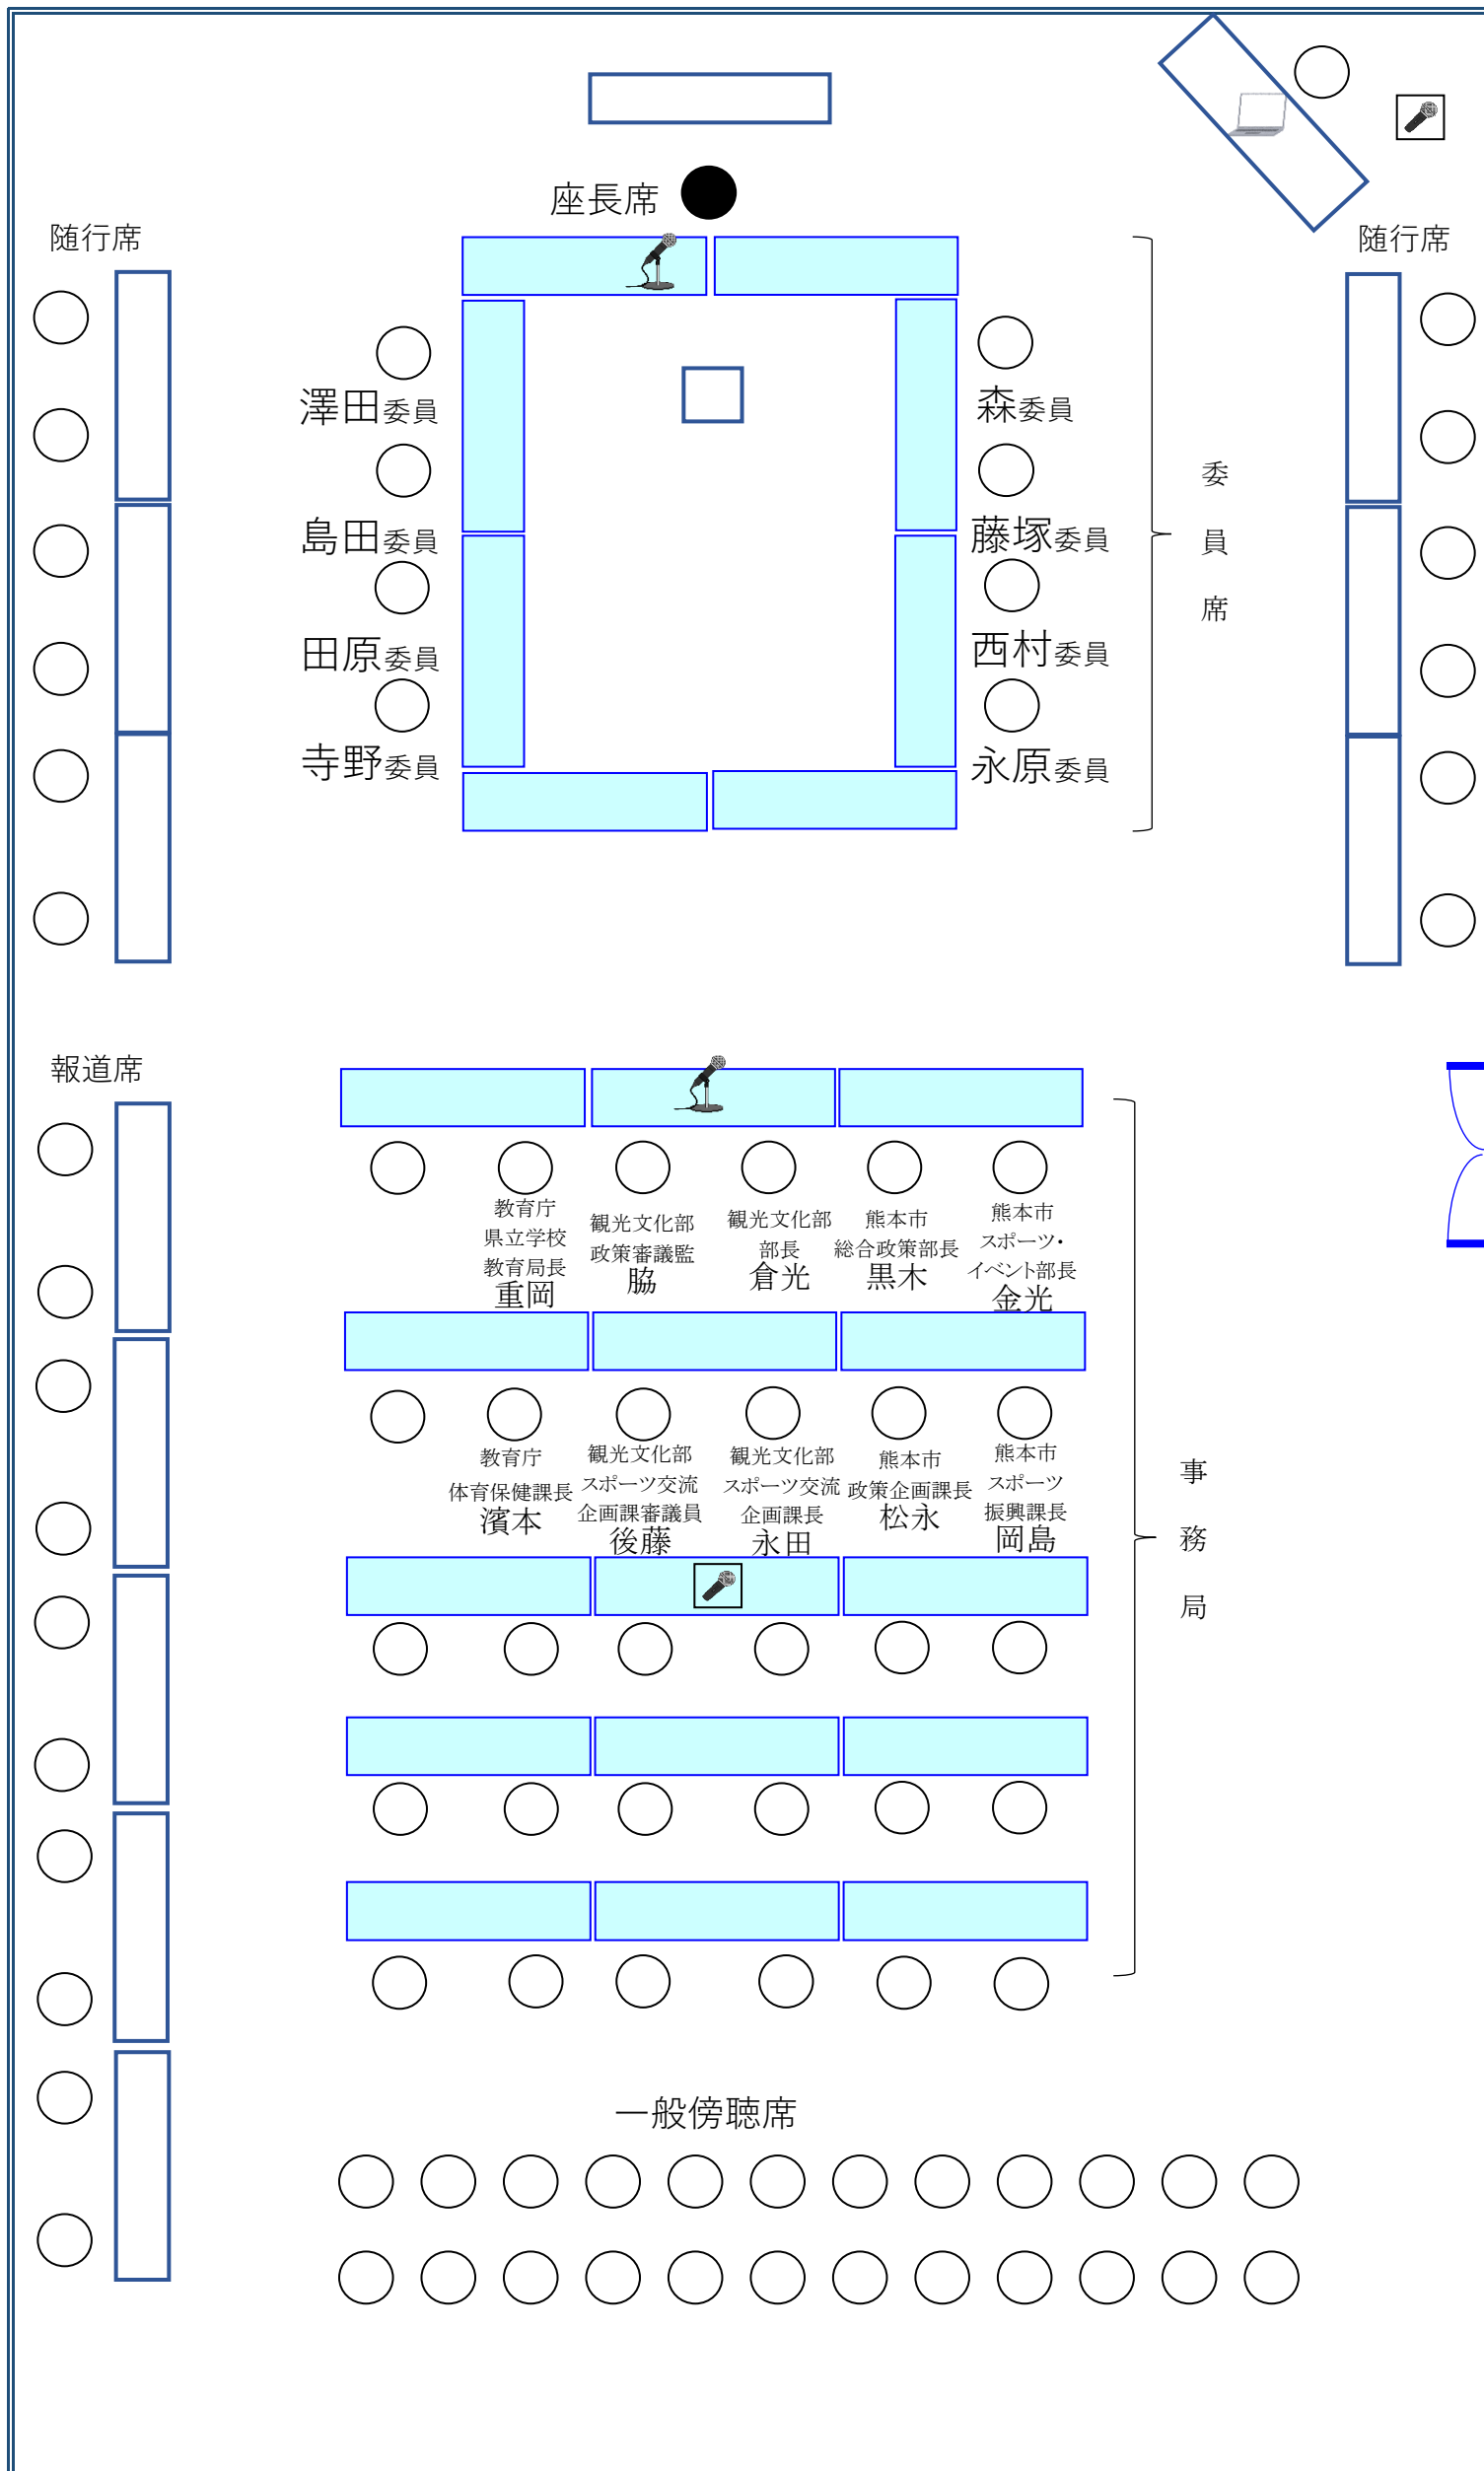 座長席
随行席
随行席
澤田委員
森委員
島田委員
藤塚委員
田原委員
西村委員
寺野委員
永原委員
委員席
報道席
教育庁
県立学校
教育局長
重岡
観光文化部
政策審議監
脇
観光文化部
部長
倉光
熊本市
総合政策部長
黒木
熊本市
スポーツ・
イベント部長
金光
教育庁
体育保健課長
濱本
観光文化部
スポーツ交流
企画課審議員
後藤
観光文化部
スポーツ交流
企画課長
永田
熊本市
政策企画課長
松永
熊本市
スポーツ
振興課長
岡島
事務局
一般傍聴席